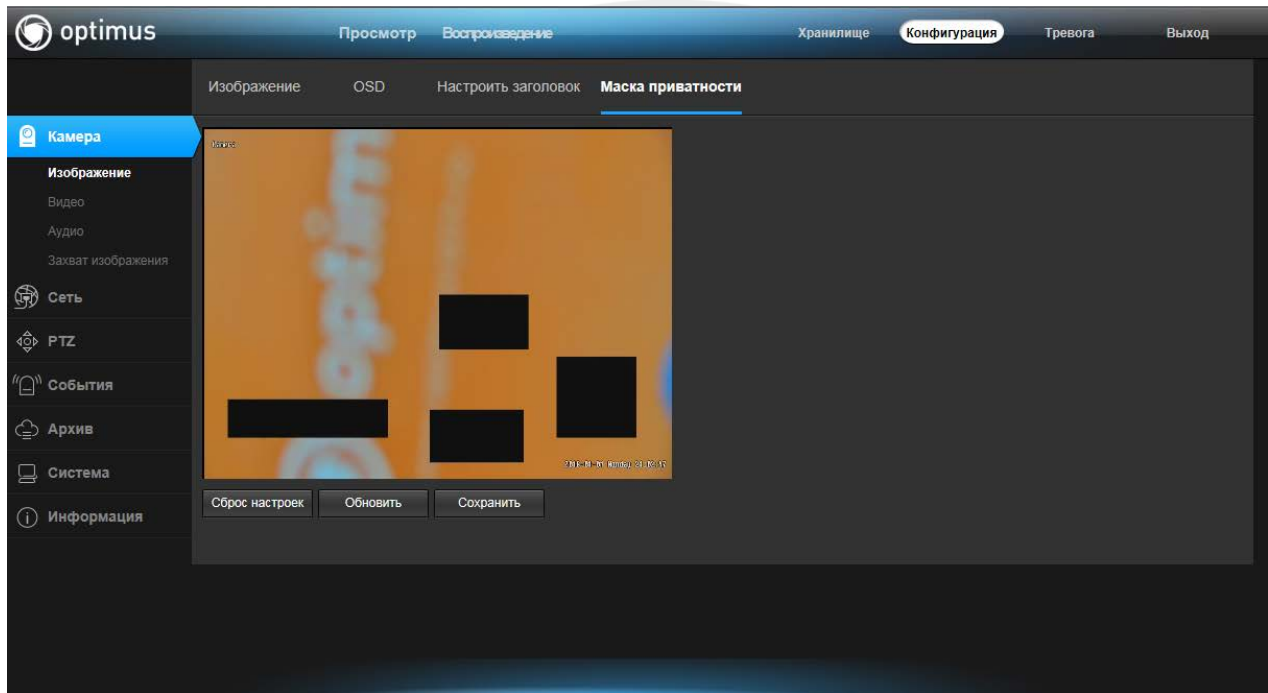 optimus Просмотр Воспроизведение Хранилище Конфигурация Тревога Выход
Изображение OSD Настроить заголовок Маска приватности
Камера
Изображение
Видео
Аудио
Захват изображения
Сеть
PTZ
События
Архив
Система
Информация
optim
Сброс настроек Обновить Сохранить